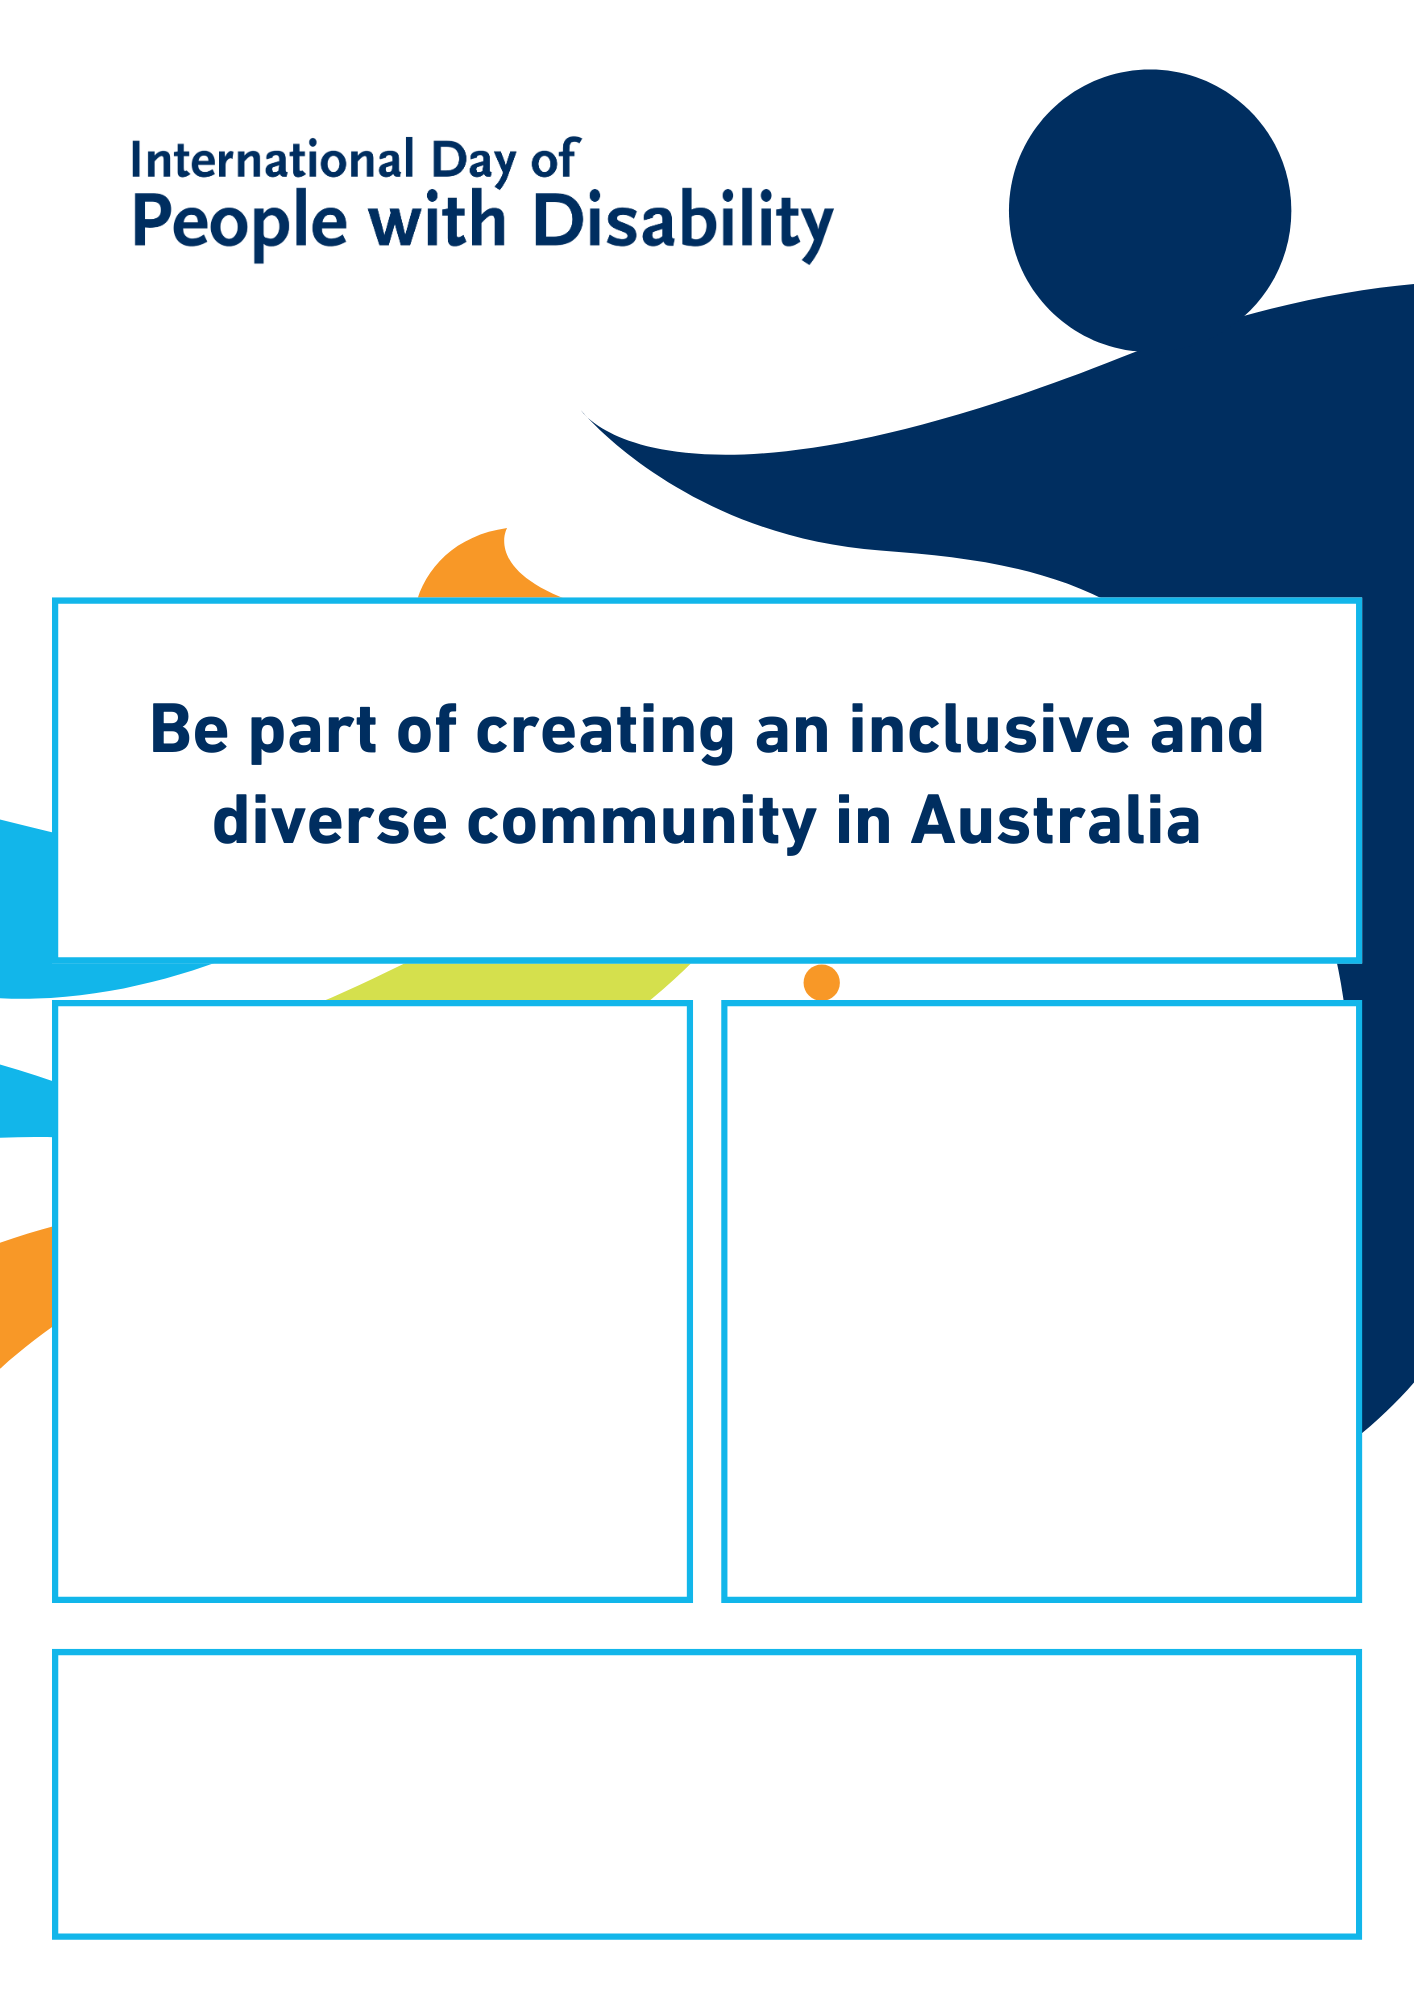 International Day of
People with Disability
Be part of creating an inclusive and
diverse community in Australia